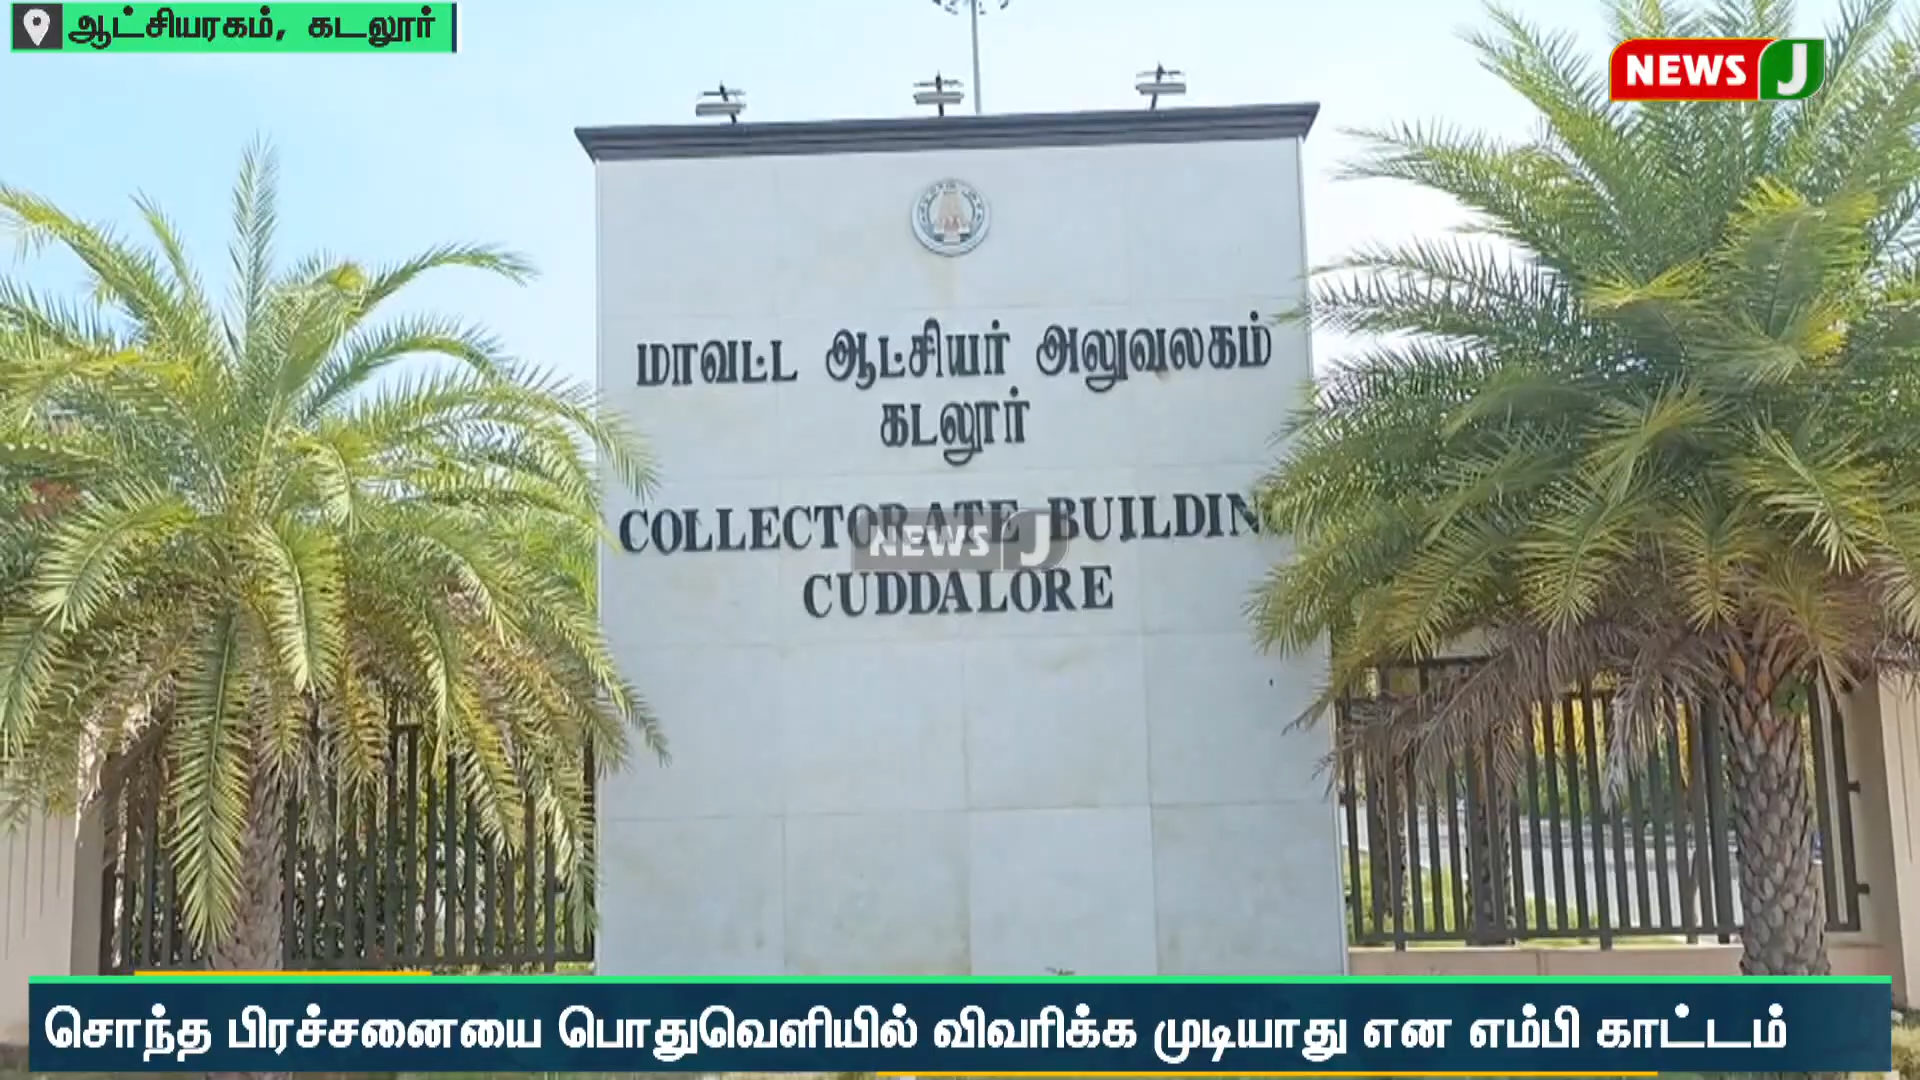 ஆட்சியரகம், கடலூர்
NEWS J
மாவட்ட ஆட்சியர் அலுவலகம்
கடலூர்
COLLECTORATE BUILDIN
NEWS J
CUDDALORE
சொந்த பிரச்சனையை பொதுவெளியில் விவரிக்க முடியாது என எம்பி காட்டம்